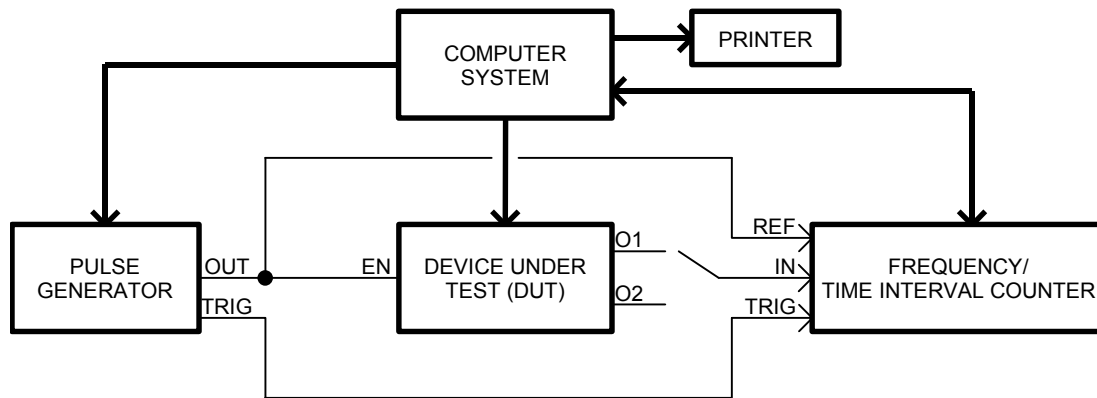 COMPUTER
SYSTEM
PRINTER
PULSE
GENERATOR
OUT
TRIG
EN
DEVICE UNDER
TEST (DUT)
O1
O2
REF
IN
TRIG
FREQUENCY/
TIME INTERVAL COUNTER